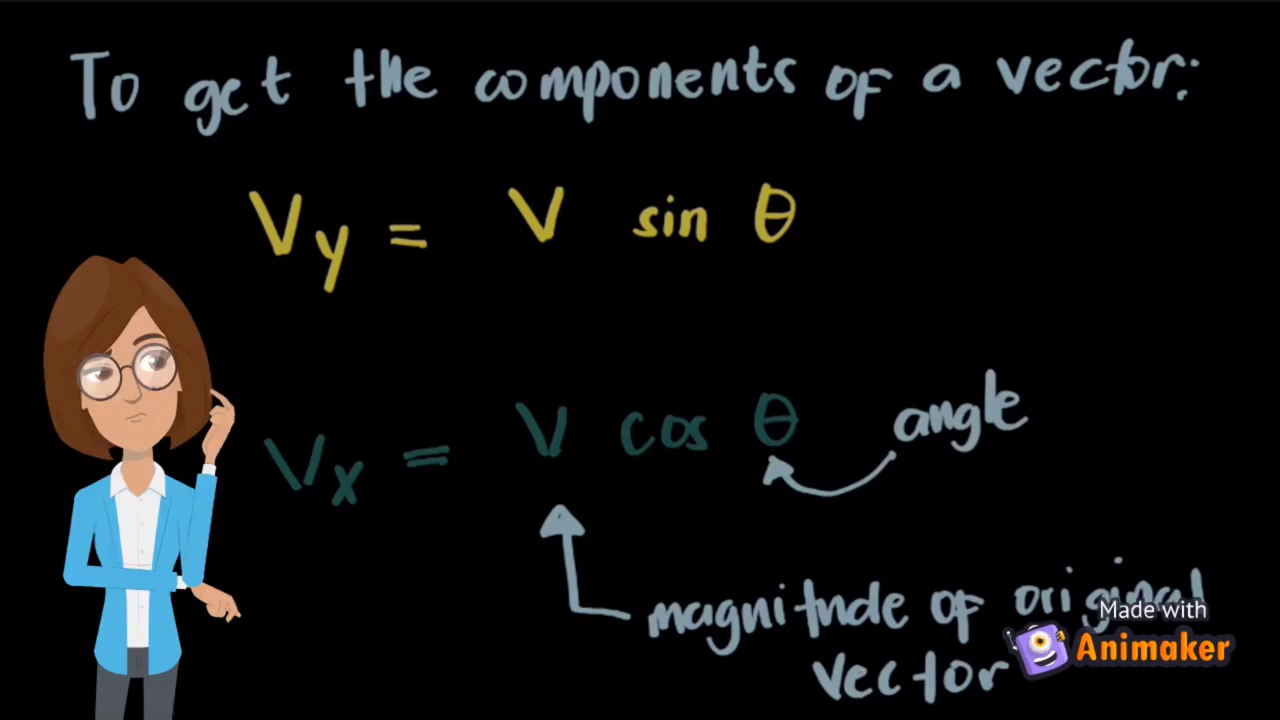 To get the components of a vector:
Vy = V sin θ
Vx = V cos θ
angle
magnitude of original
vector
Made with
Animaker